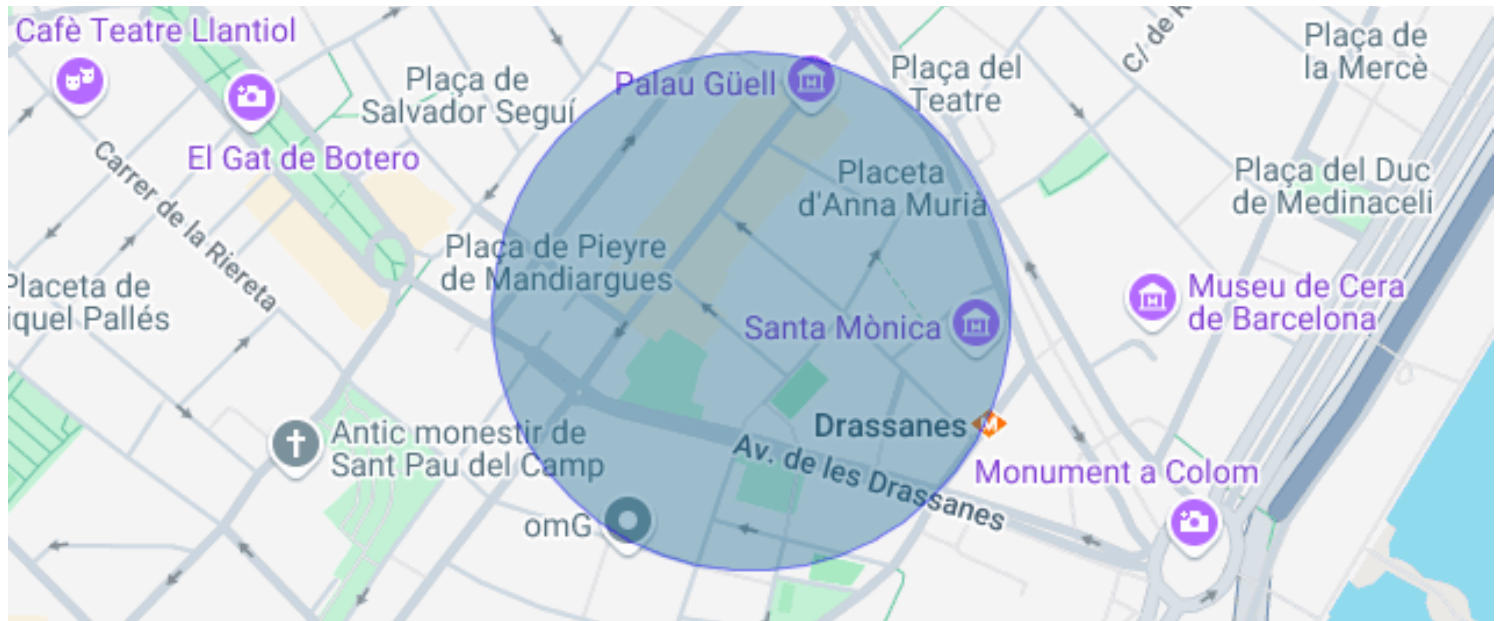 Cafè Teatre Llantiol
El Gat de Botero
Carrer de la Riereta
Plaça de
Salvador Seguí
Palau Güell
Plaça del
Teatre
C/ de
Plaça de
la Mercè
Placeta
d'Anna Murià
Plaça del Duc
de Medinaceli
Plaça de Pieyre
de Mandiargues
Placeta de
iquel Pallés
Santa Mònica
Museu de Cera
de Barcelona
Antic monestir de
Sant Pau del Camp
Drassanes
M
Av. de les Drassanes
Monument a Colom
omG